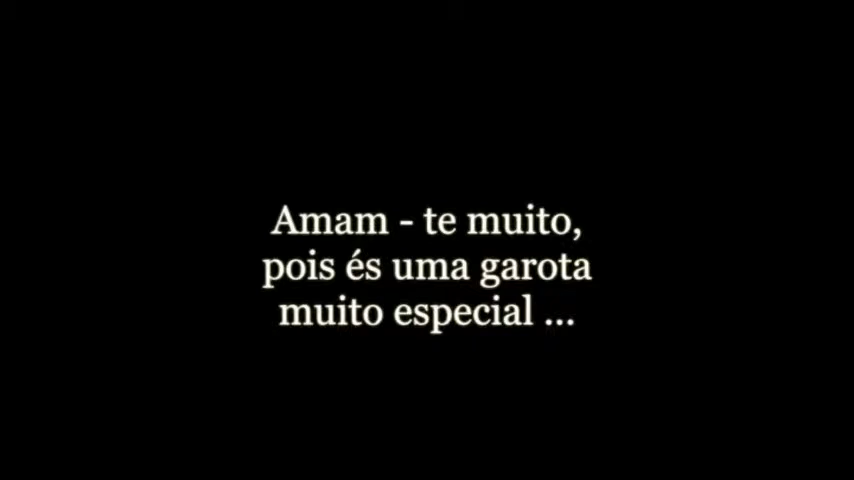 Amam - te muito,
pois és uma garota
muito especial ...